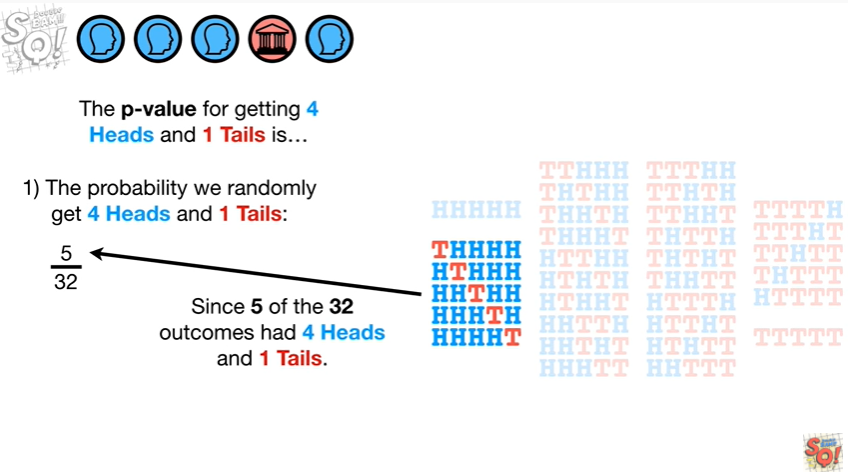 StatQuest!!
The p-value for getting 4
Heads and 1 Tails is...
1) The probability we randomly
get 4 Heads and 1 Tails:
5
32
Since 5 of the 32
outcomes had 4 Heads
and 1 Tails.
HHHHH
THHHH
HTHHH
HHTHH
HHHTH
HHHHT
TTHHH
THTHH
THHTH
THHHT
HTTHH
HTHTH
HTHHT
HHTTH
HHTHT
HHHTT
TTTHH
TTHTH
TTHHT
THTTH
THTHT
THHTT
HTTTH
HTTHT
HTHTT
HHTTT
TTTTH
TTTHT
TTHTT
THTTT
HTTTT
TTTTT